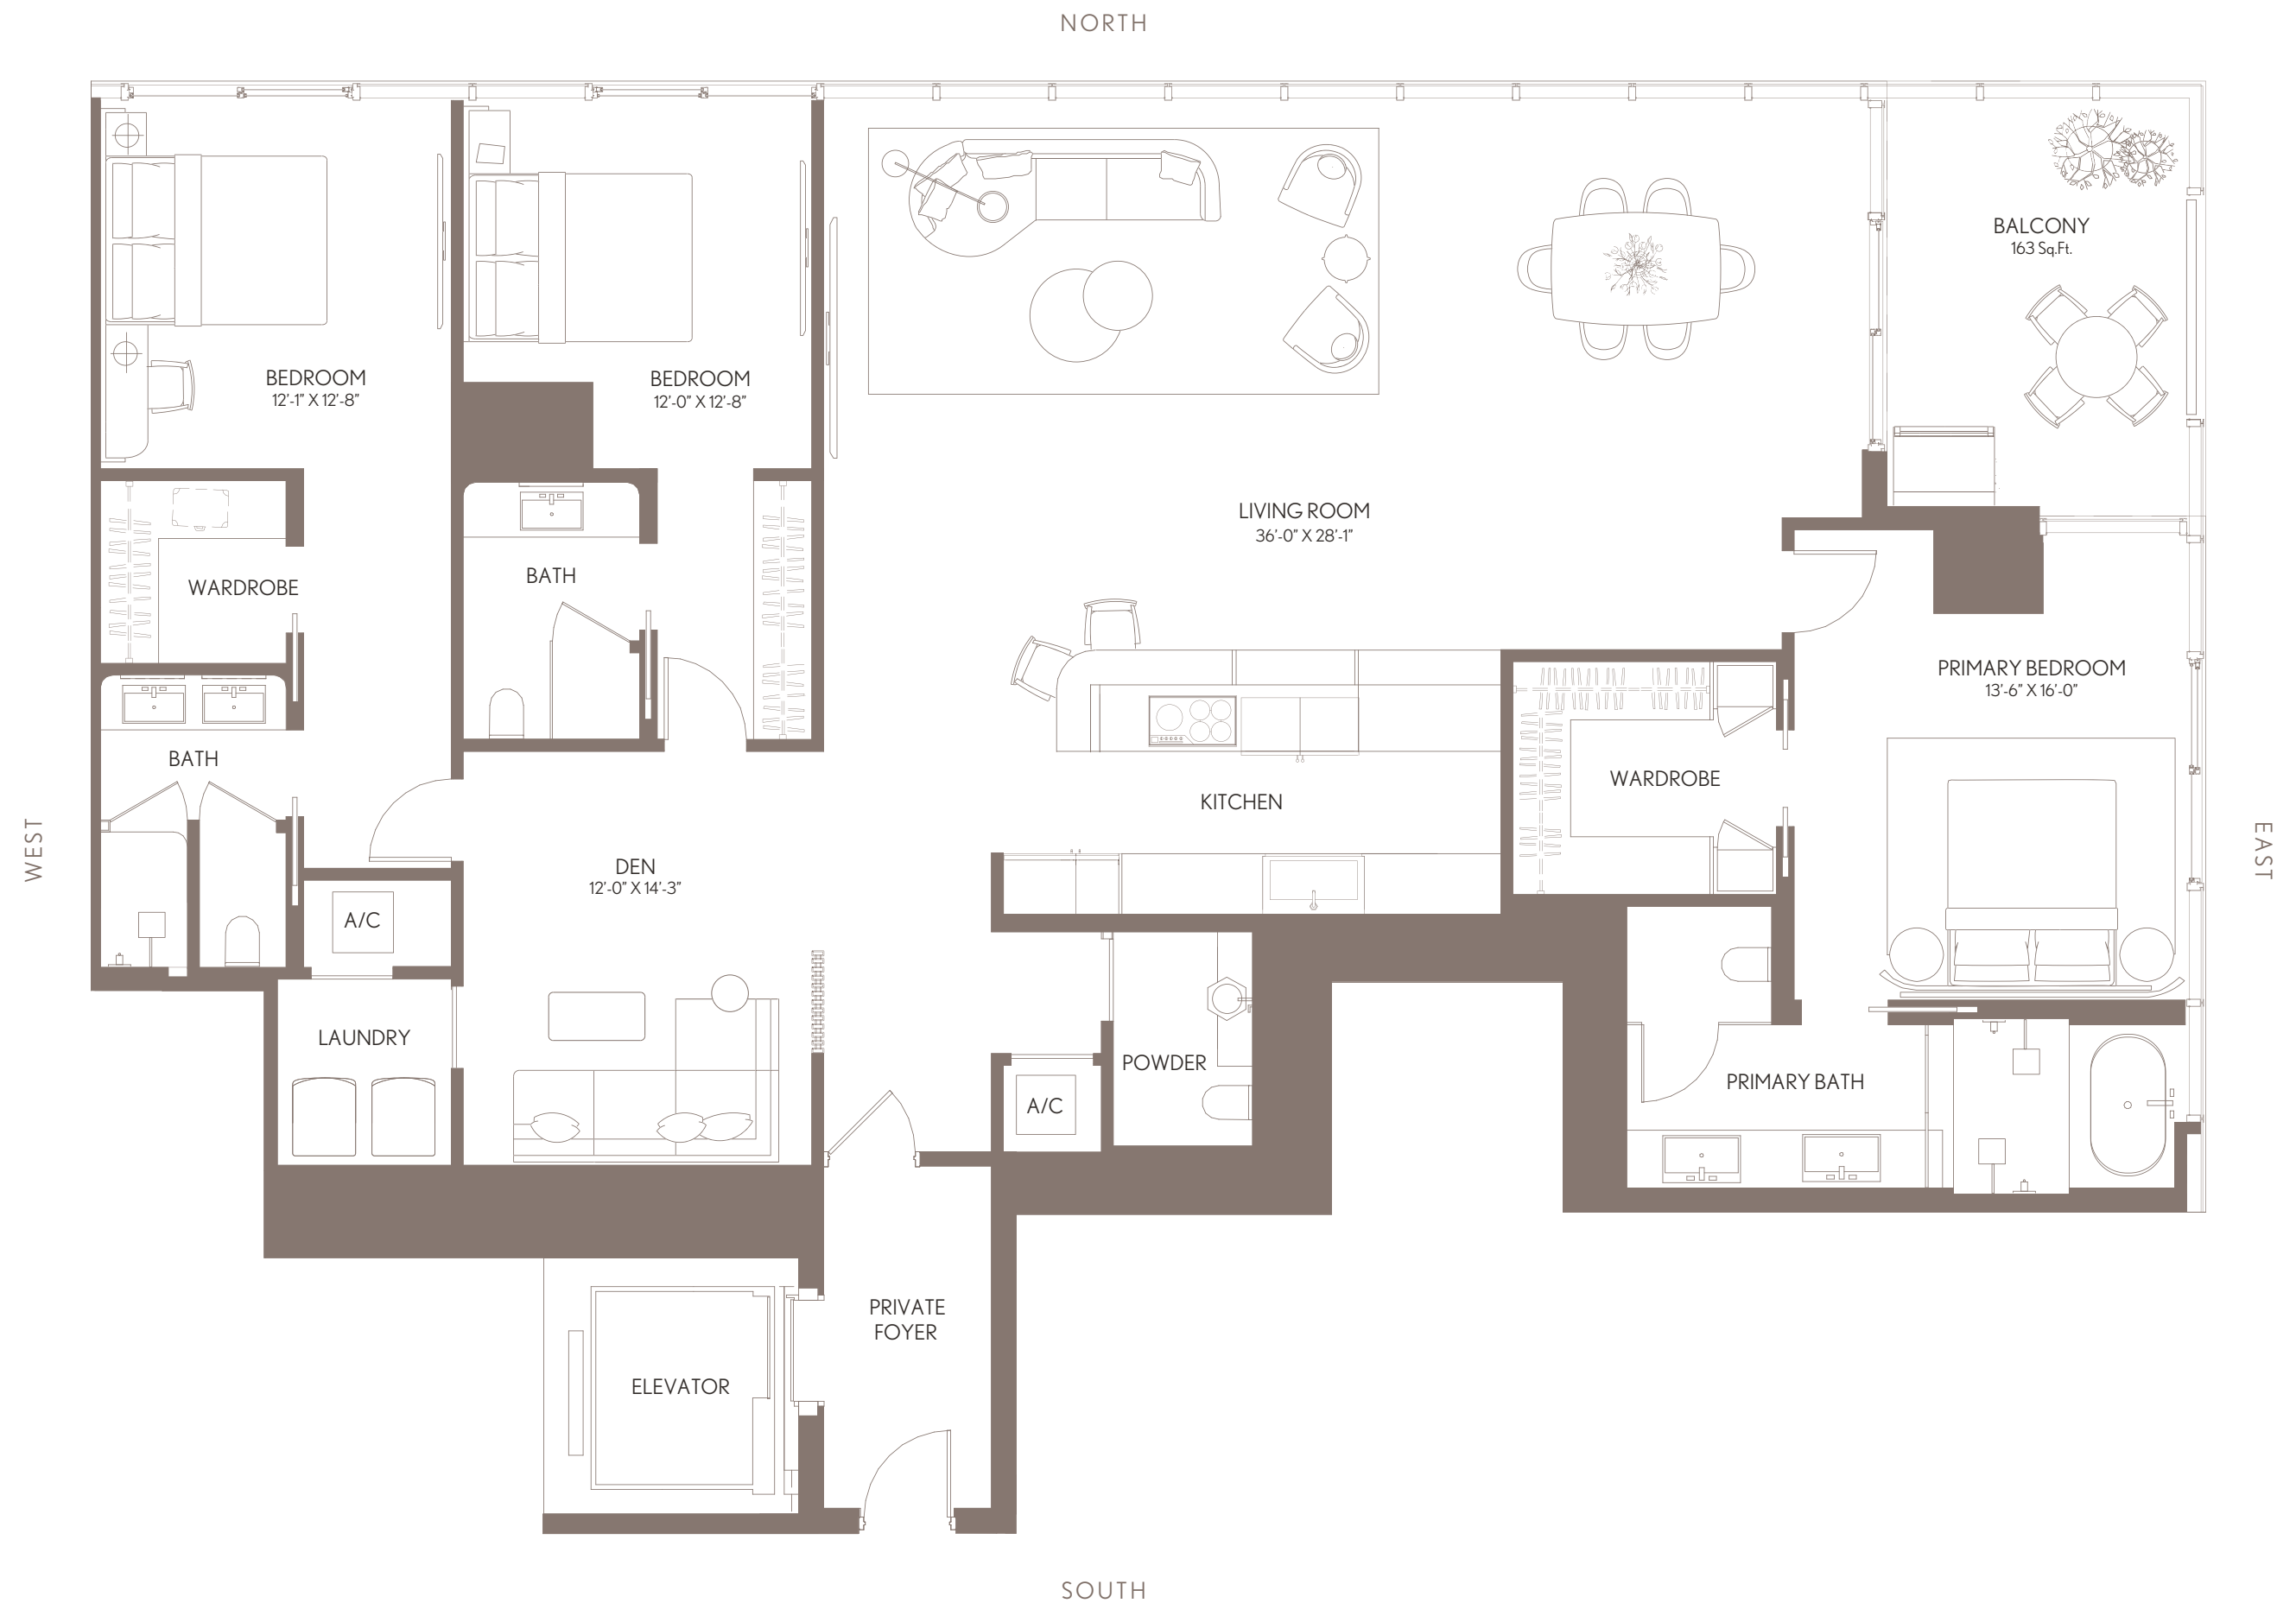 NORTH
BALCONY
163 Sq.Ft.
BEDROOM
12'-1" X 12'-8"
BEDROOM
12'-0" X 12'-8"
LIVING ROOM
36'-0" X 28'-1"
WARDROBE
BATH
PRIMARY BEDROOM
13'-6" X 16'-0"
BATH
WARDROBE
KITCHEN
WEST
EAST
DEN
12'-0" X 14'-3"
A/C
LAUNDRY
POWDER
PRIMARY BATH
A/C
PRIVATE
FOYER
ELEVATOR
SOUTH